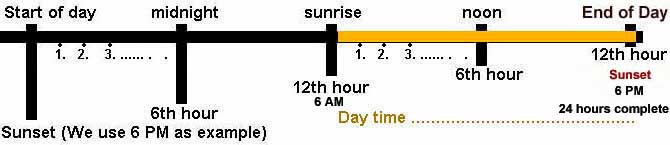 Start of day midnight sunrise noon End of Day
1. 2. 3. ...... . . 1. 2. 3. ...... . .
12th hour
6th hour
12th hour
6 AM
Sunset
6 PM
6th hour
24 hours complete
Day time ........................................
Sunset (We use 6 PM as example)